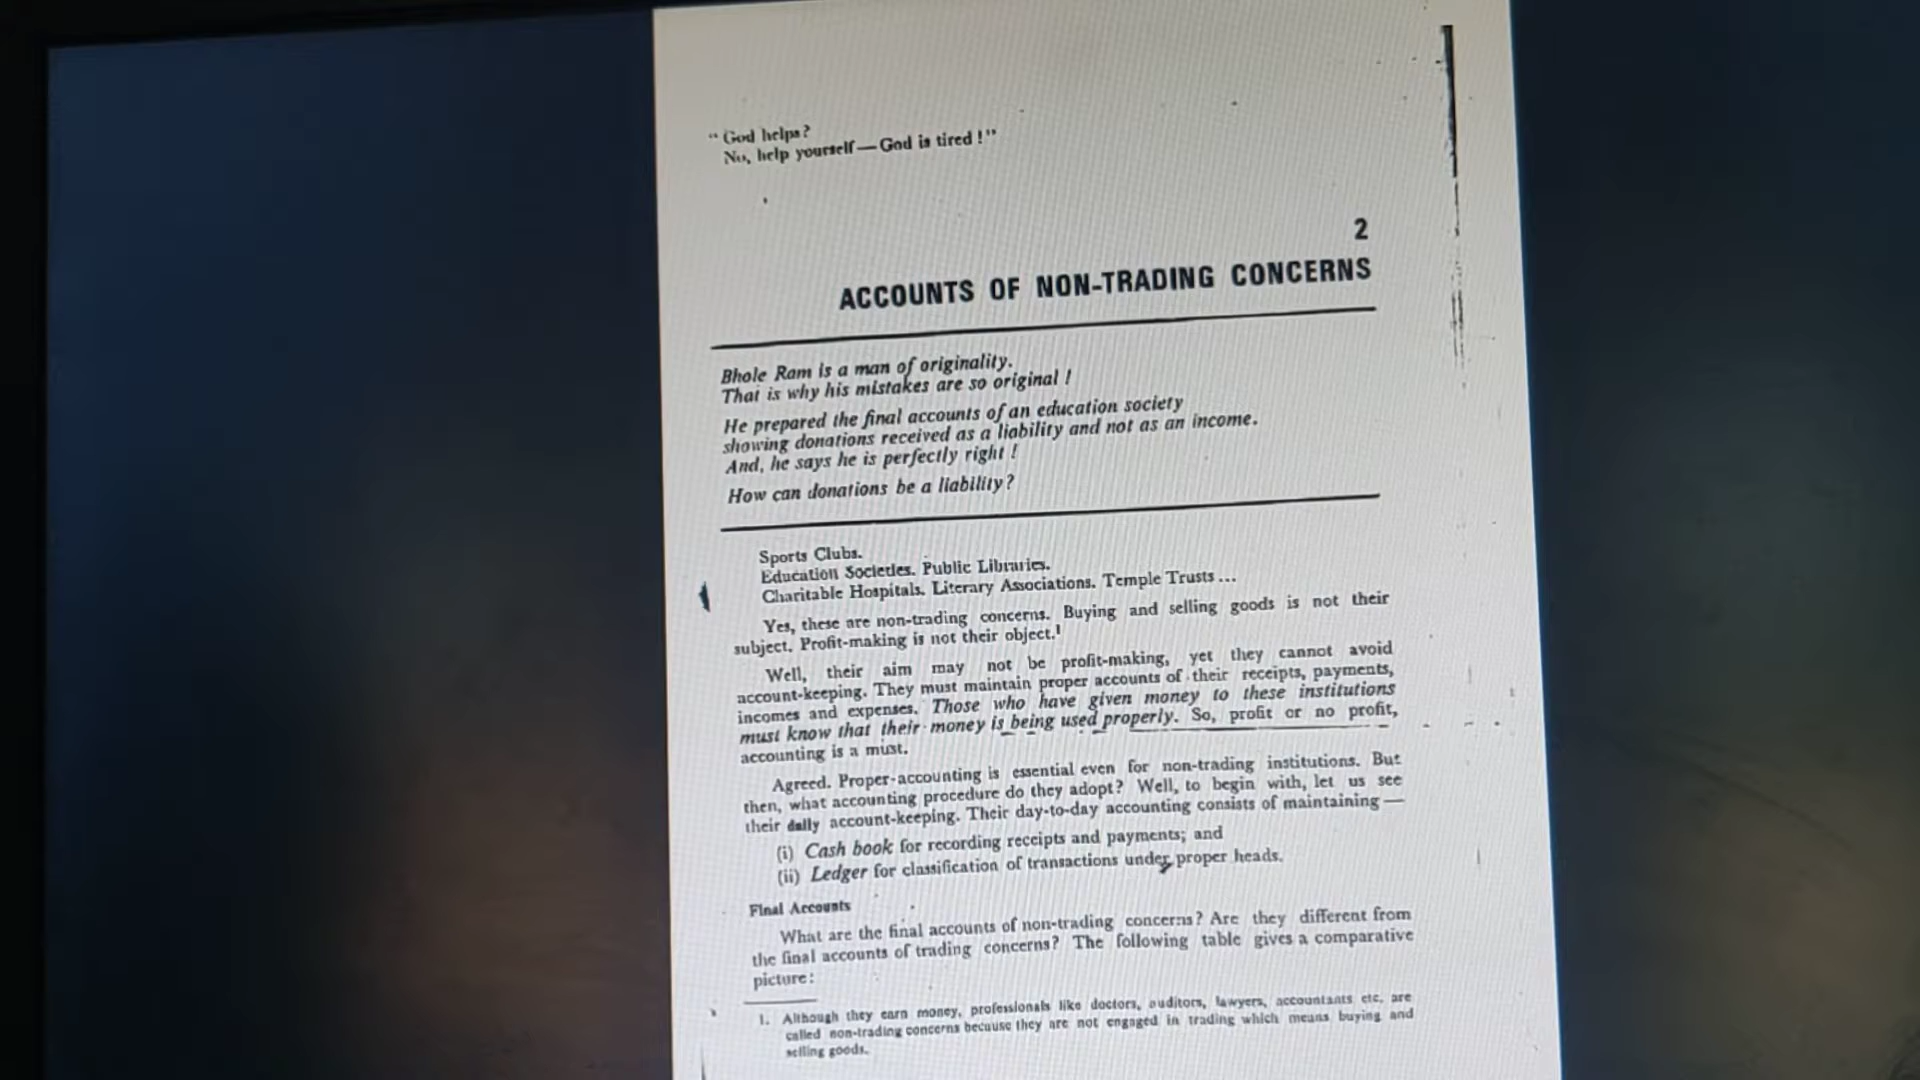 “ God helps?
No, help yourself—God is tired !”
2
ACCOUNTS OF NON-TRADING CONCERNS
Bhole Ram is a man of originality.
That is why his mistakes are so original !
He prepared the final accounts of an education society
showing donations received as a liability and not as an income.
And, he says he is perfectly right !
How can donations be a liability?
Sports Clubs.
Education Societies. Public Libraries.
Charitable Hospitals. Literary Associations. Temple Trusts ...
Yes, these are non-trading concerns. Buying and selling goods is not their
subject. Profit-making is not their object.1
Well, their aim may not be profit-making, yet they cannot avoid
account-keeping. They must maintain proper accounts of their receipts, payments,
incomes and expenses. Those who have given money to these institutions
must know that their money is being used properly. So, profit or no profit,
accounting is a must.
Agreed. Proper-accounting is essential even for non-trading institutions. But
then, what accounting procedure do they adopt? Well, to begin with, let us see
their daily account-keeping. Their day-to-day accounting consists of maintaining —
(i) Cash book for recording receipts and payments; and
(ii) Ledger for classification of transactions under proper heads.
Final Accounts
What are the final accounts of non-trading concerns? Are they different from
the final accounts of trading concerns? The following table gives a comparative
picture:
1. Although they earn money, professionals like doctors, auditors, lawyers, accountants etc. are
called non-trading concerns because they are not engaged in trading which means buying and
selling goods.